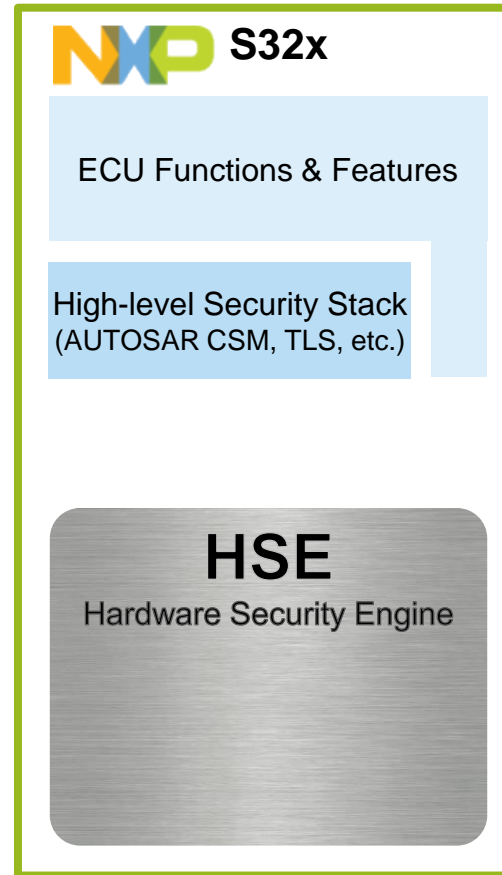 NXP S32x
ECU Functions & Features
High-level Security Stack
(AUTOSAR CSM, TLS, etc.)
HSE
Hardware Security Engine